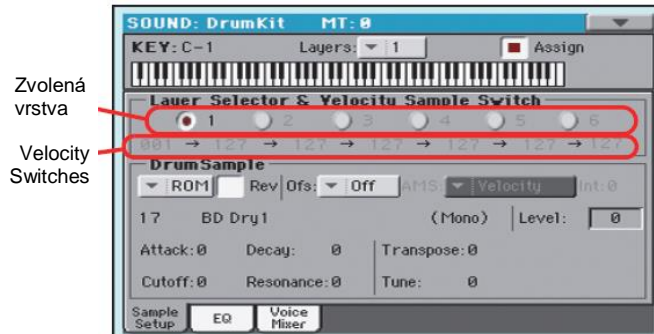 SOUND: DrumKit MT: 0
KEY: C-1 Layers: 1 Assign
Zvolená
vrstva
Layer Selector & Velocity Sample Switch
1 2 3 4 5 6
001 → 127 → 127 → 127 → 127 → 127 → 127
Velocity
Switches
DrumSample
ROM Rev Ofs: Off AMS: Velocity Int:0
17 BD Dry1 (Mono) Level: 0
Attack:0 Decay: 0 Transpose:0
Cutoff:0 Resonance:0 Tune: 0
Sample
Setup
EQ
Voice
Mixer